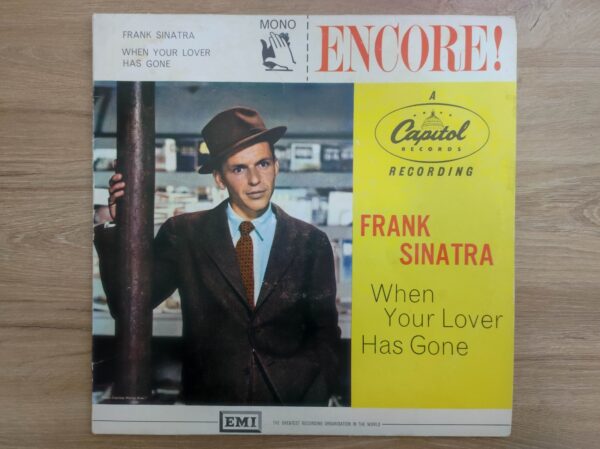 FRANK SINATRA
WHEN YOUR LOVER
HAS GONE
MONO
ENCORE!
A
Capitol
RECORDS
RECORDING
FRANK
SINATRA
When
Your Lover
Has Gone
EMI
THE GREATEST RECORDING ORGANISATION IN THE WORLD